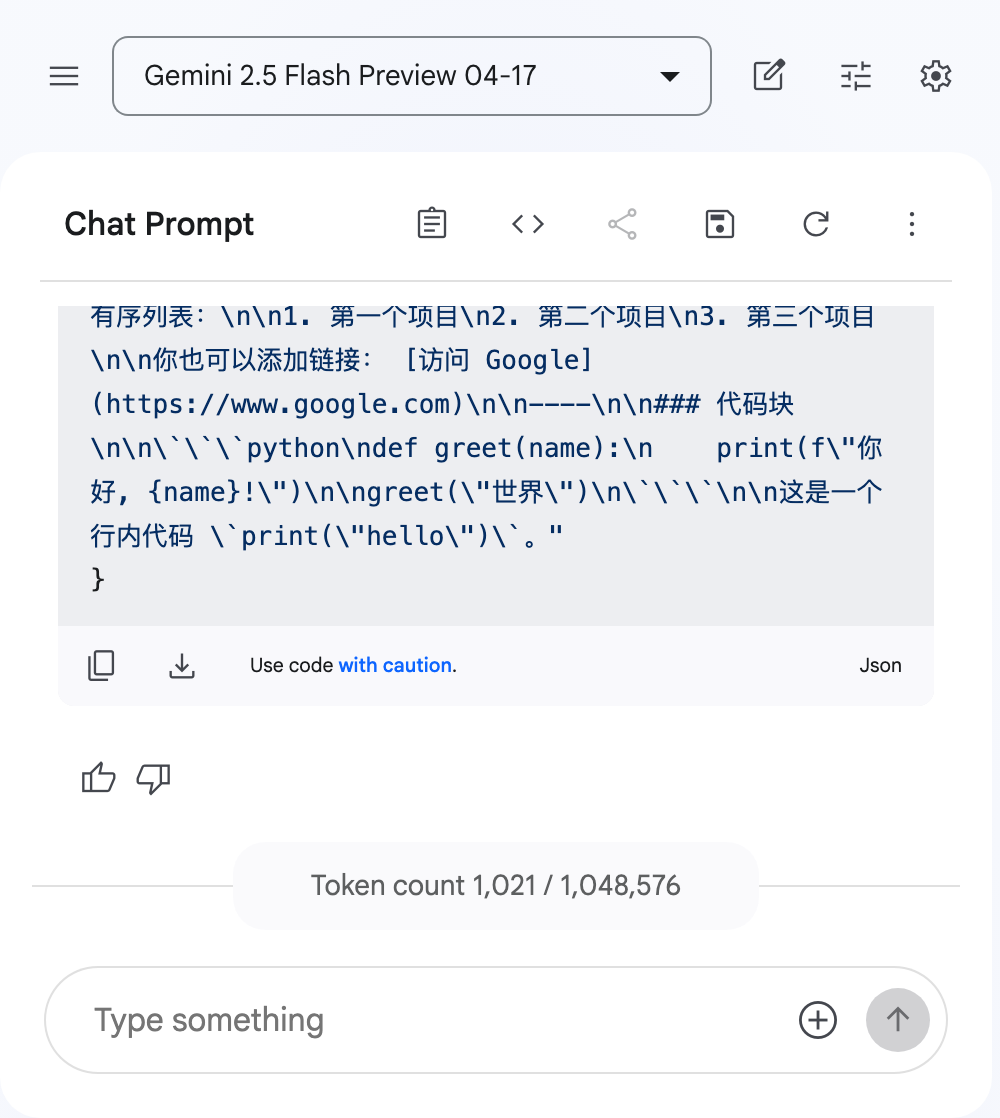 Gemini 2.5 Flash Preview 04-17
Chat Prompt
有序列表：\n\n1. 第一个项目\n2. 第二个项目\n3. 第三个项目
\n\n你也可以添加链接： [访问 Google]
(https://www.google.com)\n\n----\n\n### 代码块
\n\n\`\`\`python\ndef greet(name):\n    print(f\"你
好, {name}!\")\n\ngreet(\"世界\")\n\`\`\`\n\n这是一个
行内代码 \`print(\"hello\")\`。"
}
Use code with caution.
Json
Token count 1,021 / 1,048,576
Type something